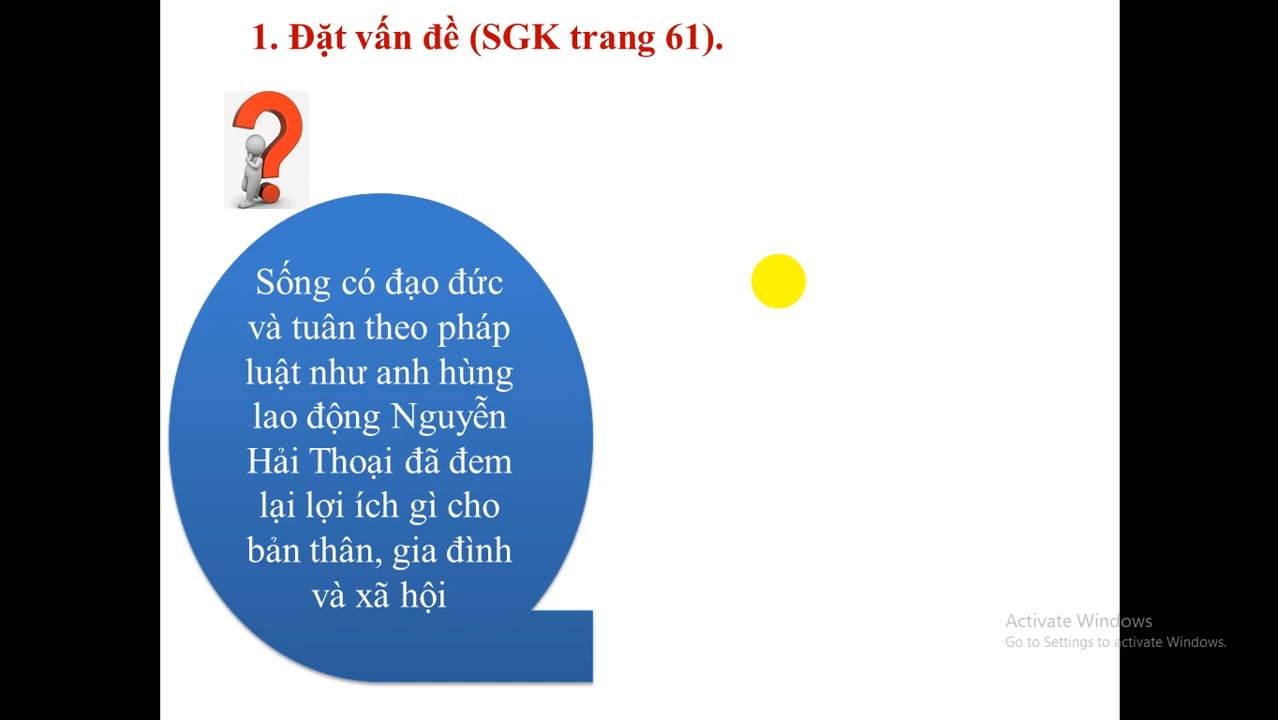 1. Đặt vấn đề (SGK trang 61).
Sống có đạo đức
và tuân theo pháp
luật như anh hùng
lao động Nguyễn
Hải Thoại đã đem
lại lợi ích gì cho
bản thân, gia đình
và xã hội
Activate Windows
Go to Settings to activate Windows.